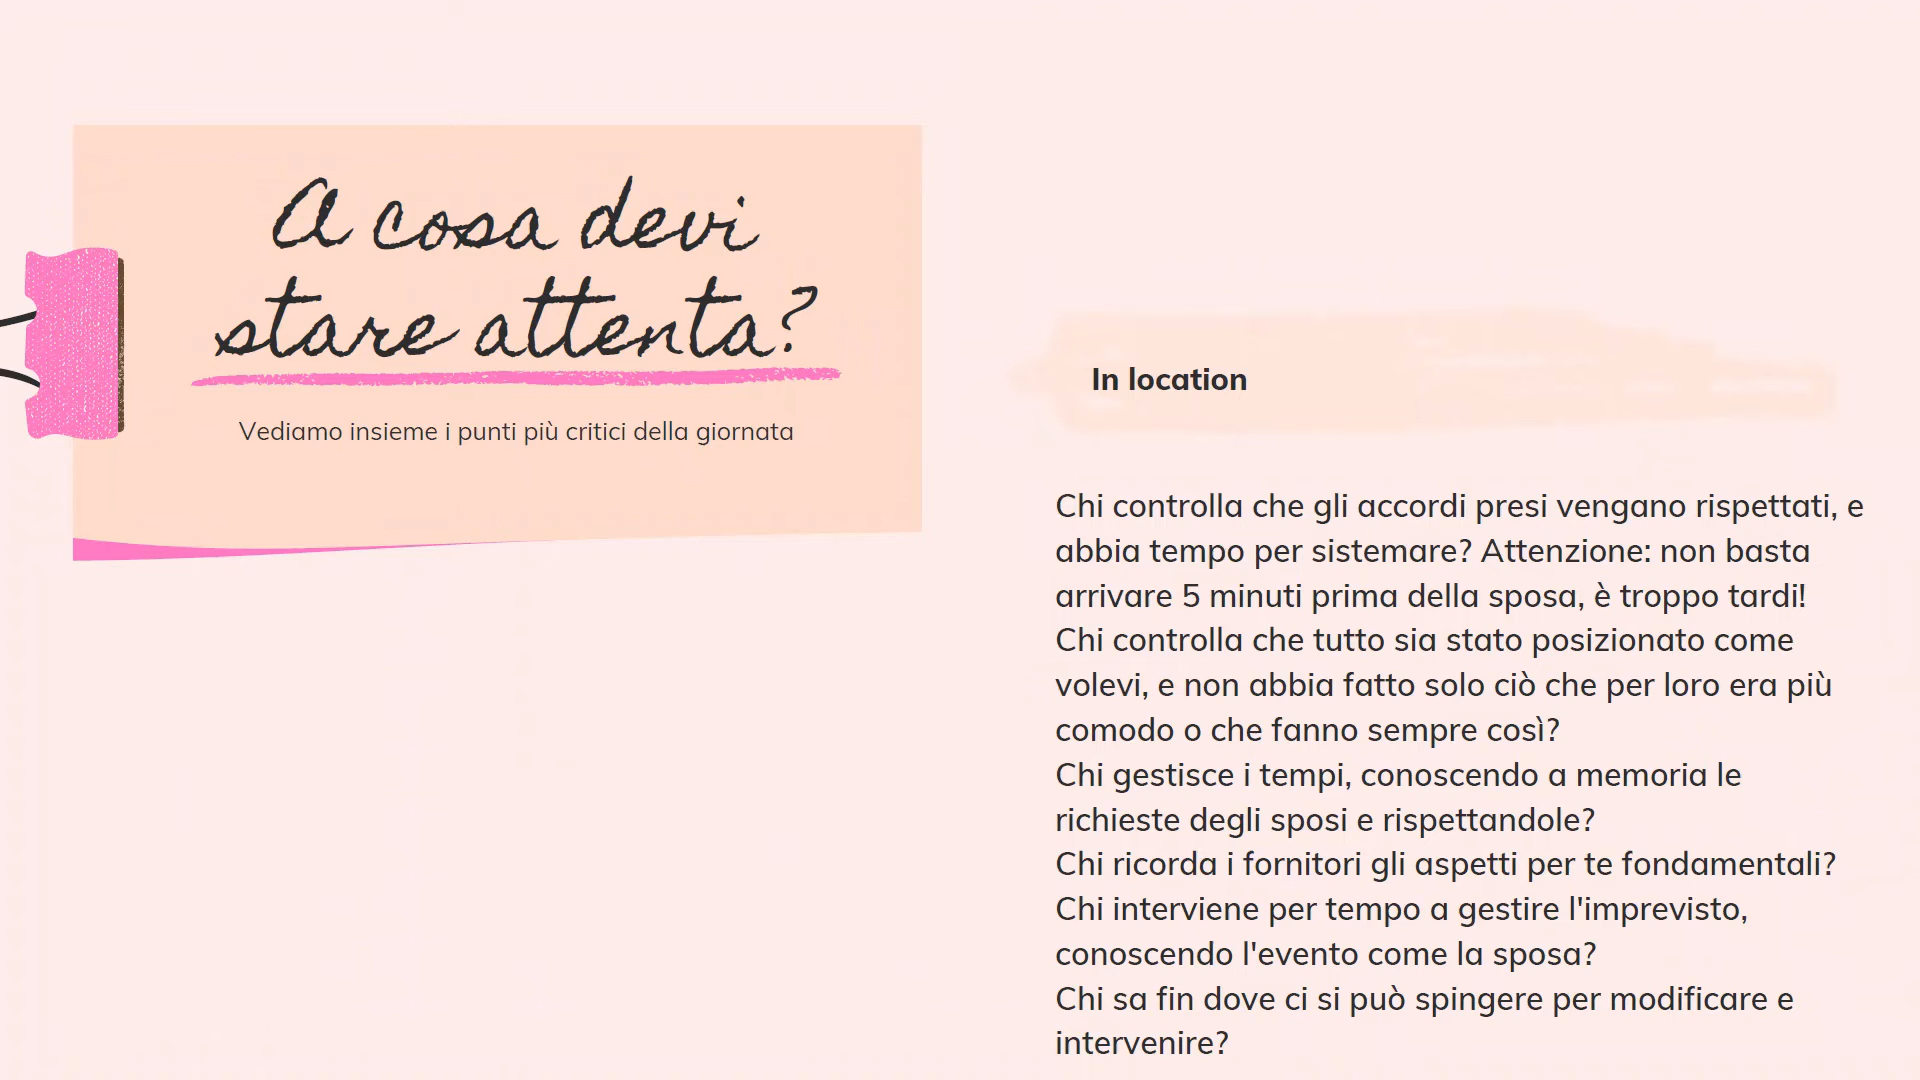 A cosa devi
stare attenta?
Vediamo insieme i punti più critici della giornata
In location
Chi controlla che gli accordi presi vengano rispettati, e
abbia tempo per sistemare? Attenzione: non basta
arrivare 5 minuti prima della sposa, è troppo tardi!
Chi controlla che tutto sia stato posizionato come
volevi, e non abbia fatto solo ciò che per loro era più
comodo o che fanno sempre così?
Chi gestisce i tempi, conoscendo a memoria le
richieste degli sposi e rispettandole?
Chi ricorda i fornitori gli aspetti per te fondamentali?
Chi interviene per tempo a gestire l'imprevisto,
conoscendo l'evento come la sposa?
Chi sa fin dove ci si può spingere per modificare e
intervenire?